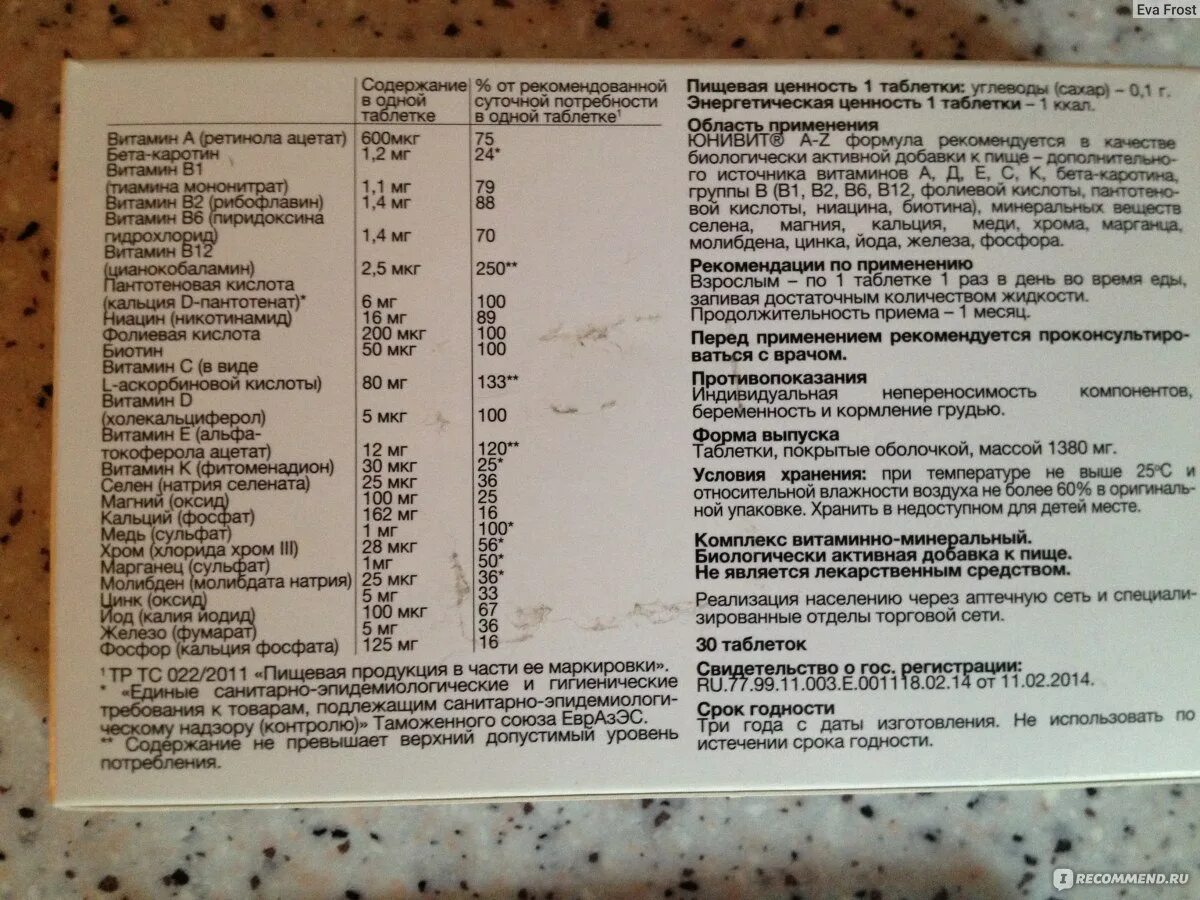 Eva Frost
Содержание в одной таблетке
% от рекомендованной суточной потребности в одной таблетке¹
Витамин А (ретинола ацетат) 600мкг 75
Бета-каротин 1,2 мг 24*
Витамин В1
(тиамина мононитрат) 1,1 мг 79
Витамин В2 (рибофлавин) 1,4 мг 88
Витамин В6 (пиридоксина
гидрохлорид) 1,4 мг 70
Витамин В12
(цианокобаламин) 2,5 мкг 250**
Пантотеновая кислота
(кальция D-пантотенат)* 6 мг 100
Ниацин (никотинамид) 16 мг 89
Фолиевая кислота 200 мкг 100
Биотин 50 мкг 100
Витамин С (в виде
L-аскорбиновой кислоты) 80 мг 133**
Витамин D
(холекальциферол) 5 мкг 100
Витамин Е (альфа-
токоферола ацетат) 12 мг 120**
Витамин К (фитоменадион) 30 мкг 25*
Селен (натрия селената) 25 мкг 36
Магний (оксид) 100 мг 25
Кальций (фосфат) 162 мг 16
Медь (сульфат) 1 мг 100*
Хром (хлорида хром III) 28 мкг 56*
Марганец (сульфат) 1мг 50*
Молибден (молибдата натрия) 25 мкг 36*
Цинк (оксид) 5 мг 33
Йод (калия йодид) 100 мкг 67
Железо (фумарат) 5 мг 36
Фосфор (кальция фосфата) 125 мг 16
¹ ТР ТС 022/2011 «Пищевая продукция в части ее маркировки».
* «Единые санитарно-эпидемиологические и гигиенические
требования к товарам, подлежащим санитарно-эпидемиологи-
ческому надзору (контролю)» Таможенного союза ЕврАзЭС.
** Содержание не превышает верхний допустимый уровень
потребления.
Пищевая ценность 1 таблетки: углеводы (сахар) – 0,1 г.
Энергетическая ценность 1 таблетки – 1 ккал.
Область применения
ЮНИВИТ® A-Z формула рекомендуется в качестве
биологически активной добавки к пище – дополнительно-
го источника витаминов А, Д, Е, С, К, бета-каротина,
группы В (В1, В2, В6, В12, фолиевой кислоты, пантотено-
вой кислоты, ниацина, биотина), минеральных веществ
селена, магния, кальция, меди, хрома, марганца,
молибдена, цинка, йода, железа, фосфора.
Рекомендации по применению
Взрослым – по 1 таблетке 1 раз в день во время еды,
запивая достаточным количеством жидкости.
Продолжительность приема – 1 месяц.
Перед применением рекомендуется проконсультиро-
ваться с врачом.
Противопоказания
Индивидуальная непереносимость компонентов,
беременность и кормление грудью.
Форма выпуска
Таблетки, покрытые оболочкой, массой 1380 мг.
Условия хранения: при температуре не выше 25°С и
относительной влажности воздуха не более 60% в оригиналь-
ной упаковке. Хранить в недоступном для детей месте.
Комплекс витаминно-минеральный.
Биологически активная добавка к пище.
Не является лекарственным средством.
Реализация населению через аптечную сеть и специали-
зированные отделы торговой сети.
30 таблеток
Свидетельство о гос. регистрации:
RU.77.99.11.003.Е.001118.02.14 от 11.02.2014.
Срок годности
Три года с даты изготовления. Не использовать по
истечении срока годности.
IRECOMMEND.RU